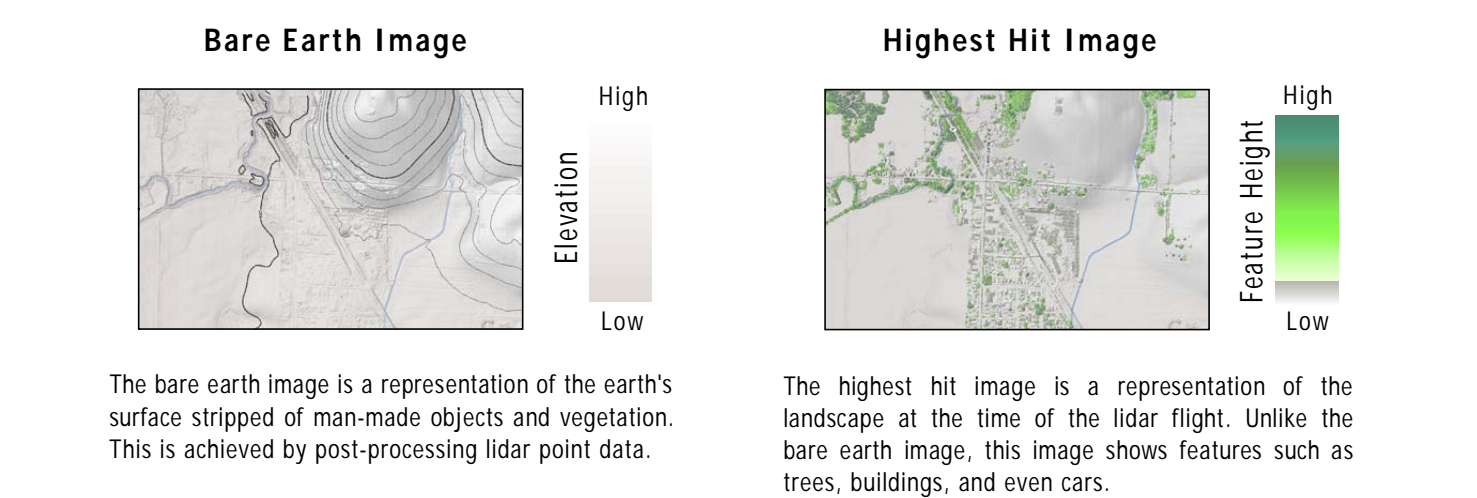 Bare Earth Image
High
Elevation
Low
The bare earth image is a representation of the earth's
surface stripped of man-made objects and vegetation.
This is achieved by post-processing lidar point data.
Highest Hit Image
High
Feature Height
Low
The highest hit image is a representation of the
landscape at the time of the lidar flight. Unlike the
bare earth image, this image shows features such as
trees, buildings, and even cars.